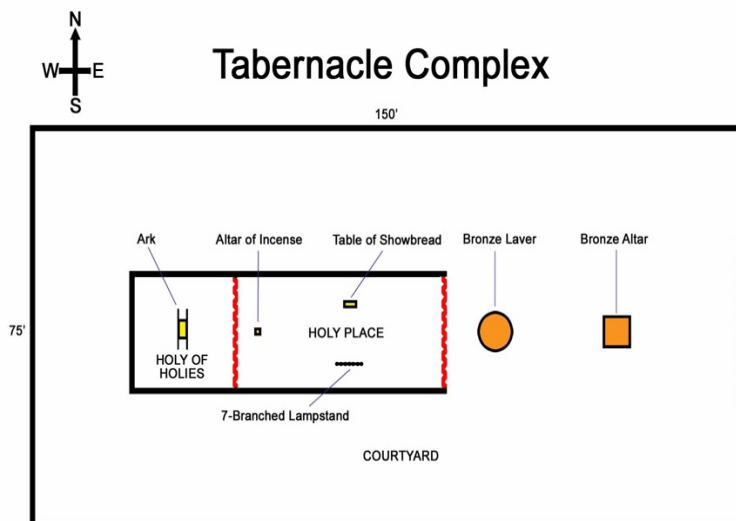 N
W E
S
Tabernacle Complex
150'
Ark
Altar of Incense
Table of Showbread
Bronze Laver
Bronze Altar
75'
HOLY PLACE
HOLY OF
HOLIES
7-Branched Lampstand
COURTYARD